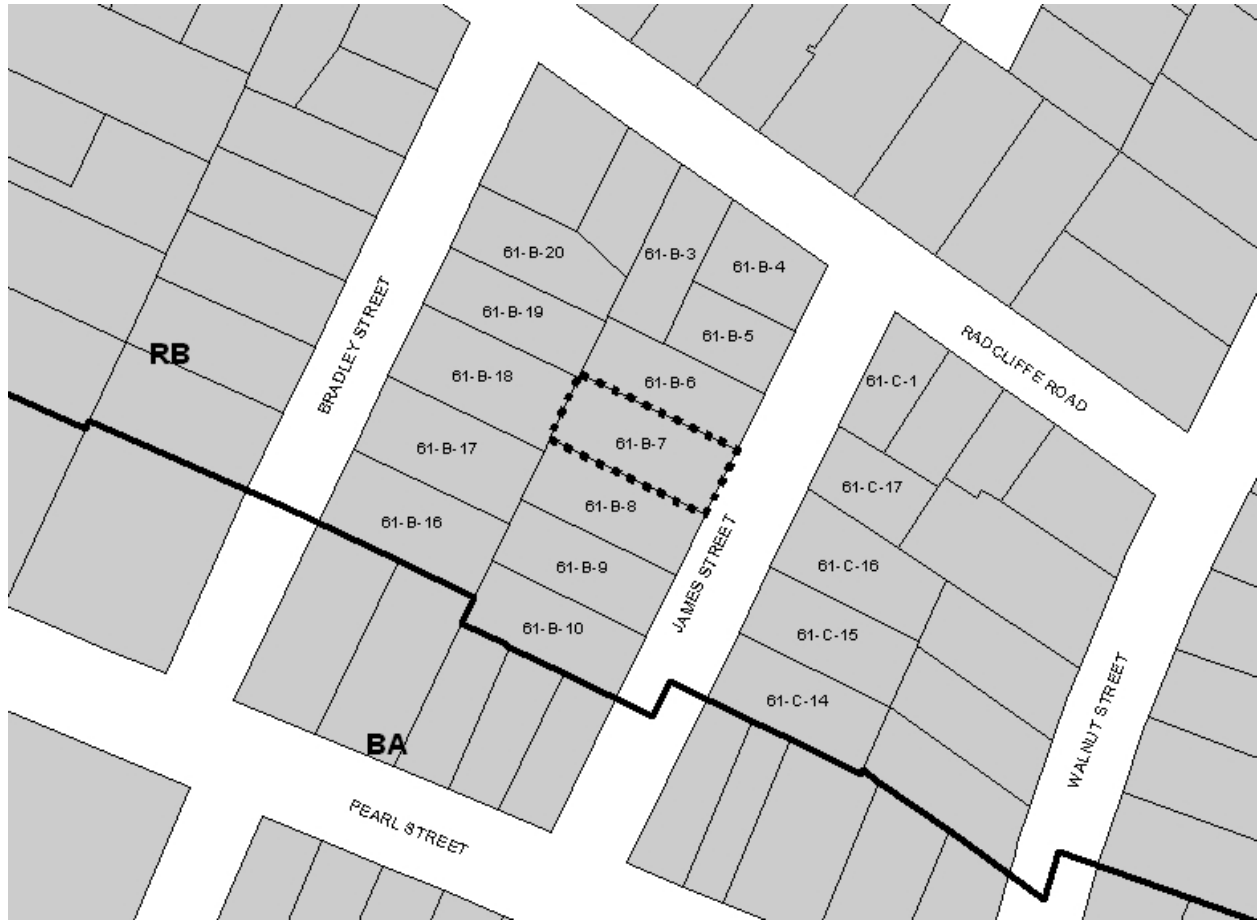 61-B-20
61-B-3
61-B-4
61-B-19
61-B-5
BRADLEY STREET
RADCLIFFE ROAD
RB
61-B-18
61-B-6
61-C-1
61-B-17
61-B-7
61-C-17
61-B-16
61-B-8
61-B-9
JAMES STREET
61-C-16
61-B-10
61-C-15
61-C-14
WALNUT STREET
BA
PEARL STREET